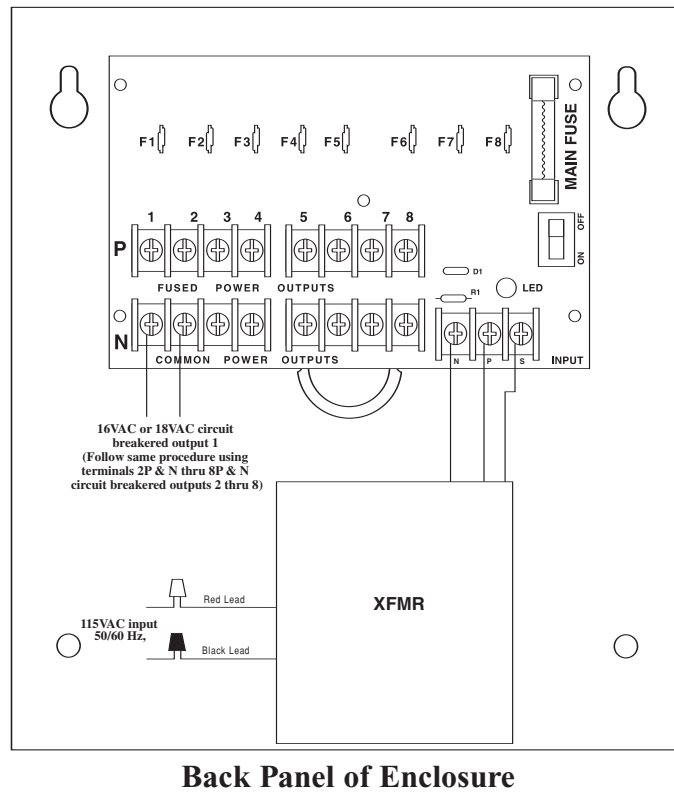 F1 F2 F3 F4 F5 F6 F7 F8
MAIN FUSE
OFF
ON
1 2 3 4 5 6 7 8
P
FUSED POWER OUTPUTS
D1
R1
LED
N
COMMON POWER OUTPUTS
N P S
INPUT
16VAC or 18VAC circuit
breakered output 1
(Follow same procedure using
terminals 2P & N thru 8P & N
circuit breakered outputs 2 thru 8)
XFMR
Red Lead
115VAC input
50/60 Hz,
Black Lead
Back Panel of Enclosure